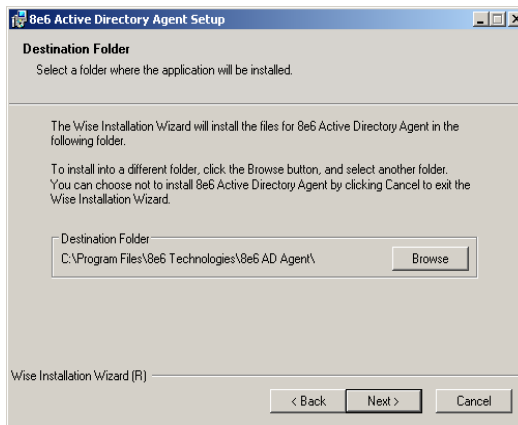 8e6 Active Directory Agent Setup
Destination Folder
Select a folder where the application will be installed.
The Wise Installation Wizard will install the files for 8e6 Active Directory Agent in the
following folder.
To install into a different folder, click the Browse button, and select another folder.
You can choose not to install 8e6 Active Directory Agent by clicking Cancel to exit the
Wise Installation Wizard.
Destination Folder
C:\Program Files\8e6 Technologies\8e6 AD Agent\
Browse
Wise Installation Wizard (R)
< Back
Next >
Cancel